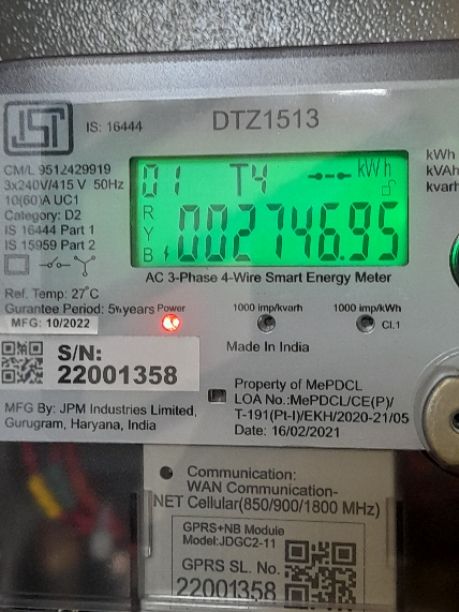 IS: 16444
DTZ1513
CM/L 9512429919
3x240V/415 V 50Hz
10(60)A UC1
Category: D2
IS 16444 Part 1
IS 15959 Part 2
01 T4 kWh
R
Y
B
002746.95
kWh
kVAh
kvarh
AC 3-Phase 4-Wire Smart Energy Meter
Ref. Temp: 27°C
Gurantee Period: 5½years
MFG: 10/2022
Power
1000 imp/kvarh
1000 imp/kWh
Cl.1
Made In India
S/N:
22001358
MFG By: JPM Industries Limited,
Gurugram, Haryana, India
Property of MePDCL
LOA No.:MePDCL/CE(P)/
T-191(Pt-I)/EKH/2020-21/05
Date: 16/02/2021
Communication:
WAN Communication-
NET Cellular(850/900/1800 MHz)
GPRS+NB Module
Model:JDGC2-11
GPRS SL. No.
22001358